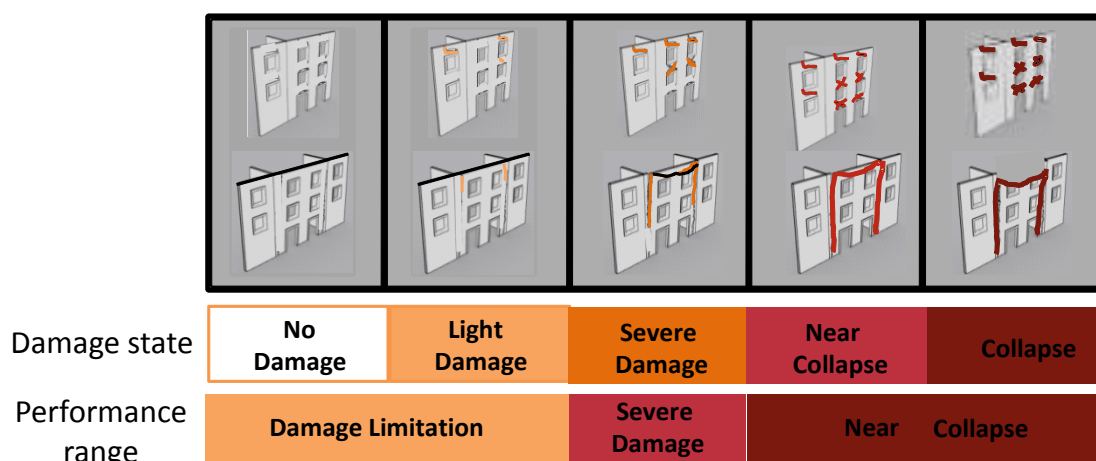 Damage state
No
Damage
Light
Damage
Severe
Damage
Near
Collapse
Collapse
Performance
range
Damage Limitation
Severe
Damage
Near Collapse